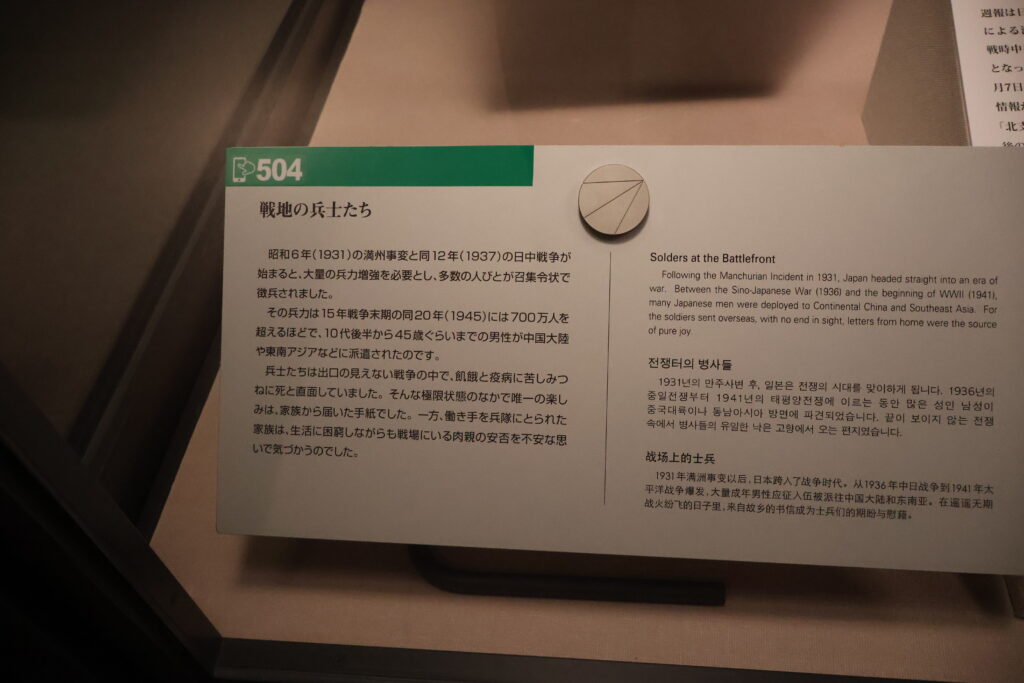 504
戦地の兵士たち
昭和6年(1931)の満州事変と同12年(1937)の日中戦争が
始まると、大量の兵力増強を必要とし、多数の人びとが召集令状で
徴兵されました。
その兵力は15年戦争末期の同20年(1945)には700万人を
超えるほどで、10代後半から45歳ぐらいまでの男性が中国大陸
や東南アジアなどに派遣されたのです。
兵士たちは出口の見えない戦争の中で、飢餓と疫病に苦しみつ
ねに死と直面していました。そんな極限状態のなかで唯一の楽し
みは、家族から届いた手紙でした。一方、働き手を兵隊にとられた
家族は、生活に困窮しながらも戦場にいる肉親の安否を不安な思
いで気づかうのでした。
Solders at the Battlefront
Following the Manchurian Incident in 1931, Japan headed straight into an era of
war. Between the Sino-Japanese War (1936) and the beginning of WWII (1941),
many Japanese men were deployed to Continental China and Southeast Asia. For
the soldiers sent overseas, with no end in sight, letters from home were the source
of pure joy.
전쟁터의 병사들
1931년의 만주사변 후, 일본은 전쟁의 시대를 맞이하게 됩니다. 1936년의
중일전쟁부터 1941년의 태평양전쟁에 이르는 동안 많은 성인 남성이
중국대륙이나 동남아시아 방면에 파견되었습니다. 끝이 보이지 않는 전쟁
속에서 병사들의 유일한 낙은 고향에서 오는 편지였습니다.
战场上的士兵
1931年满洲事变以后，日本跨入了战争时代。从1936年中日战争到1941年太
平洋战争爆发，大量成年男性应征入伍被派往中国大陆和东南亚。在遥遥无期
战火纷飞的日子里，来自故乡的书信成为士兵们的期盼与慰藉。
週報は
による
戦時中
となっ
月7日
情報
「北
後の